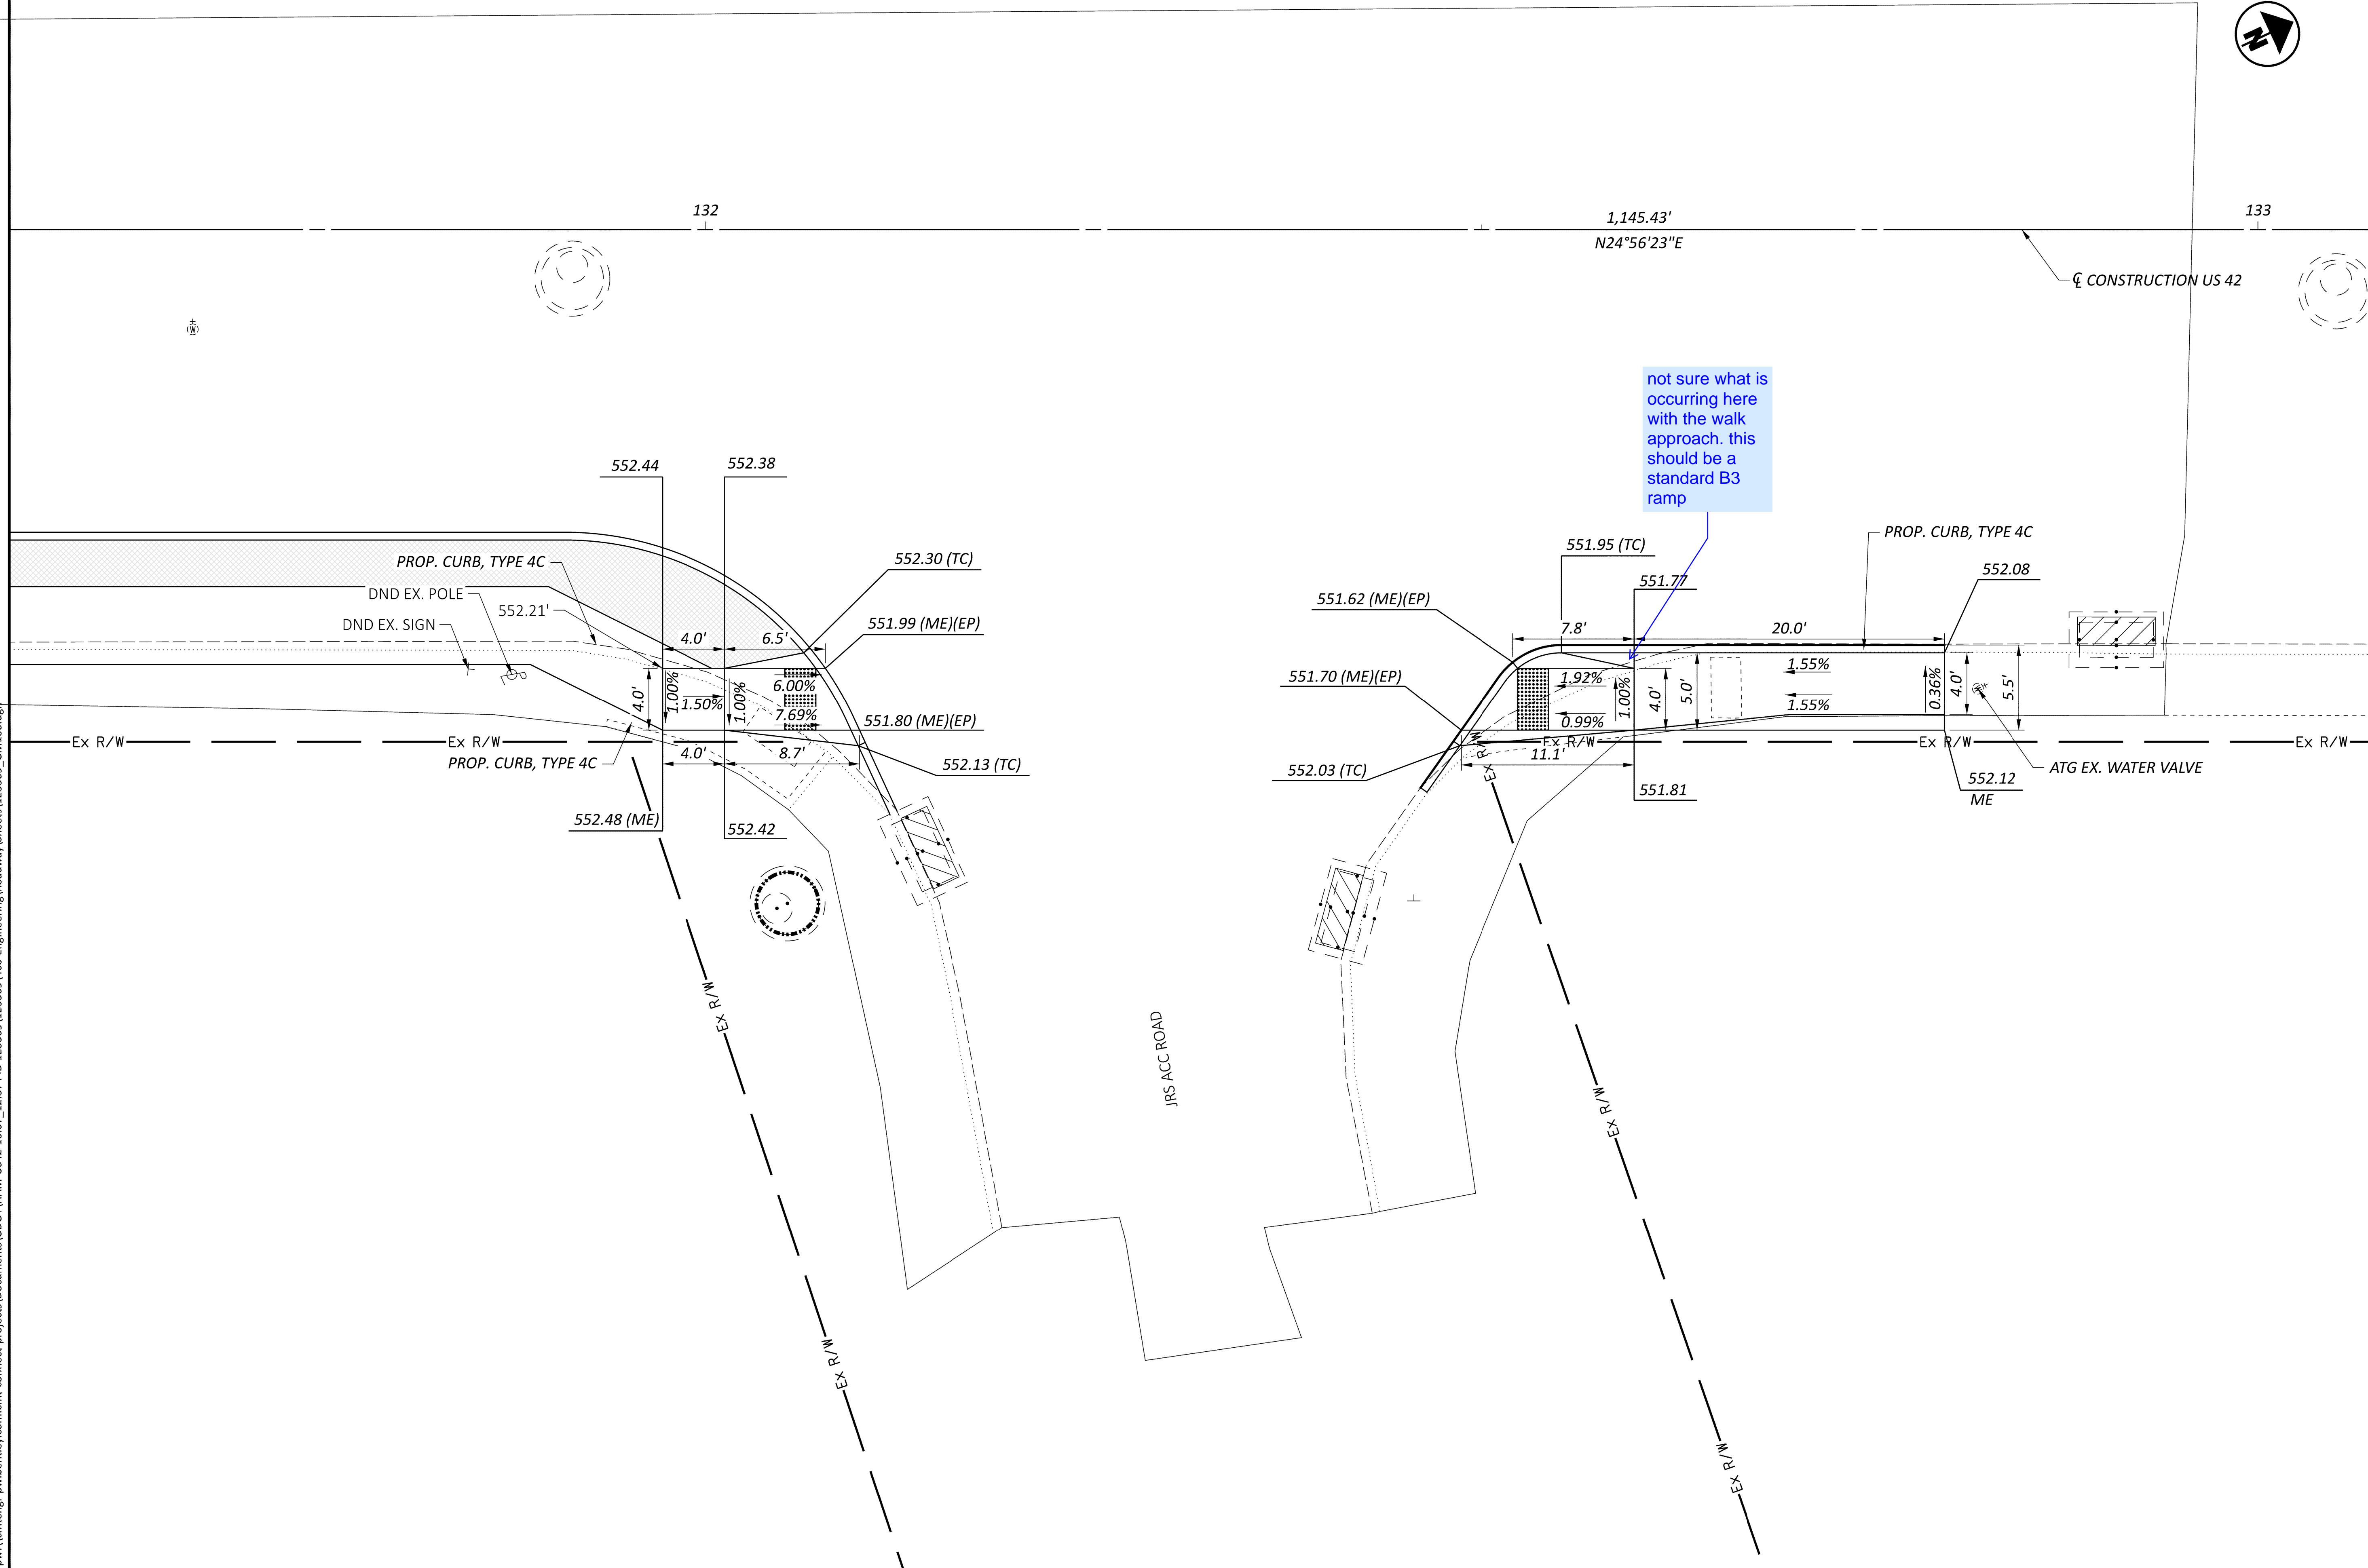 N
132
1,145.43'
133
N24°56'23"E
℄ CONSTRUCTION US 42
(W)
not sure what is
occurring here
with the walk
approach. this
should be a
standard B3
ramp
552.44
552.38
PROP. CURB, TYPE 4C
DND EX. POLE
552.21'
DND EX. SIGN
552.30 (TC)
551.99 (ME)(EP)
4.0'
6.5'
4.0'
1.00%
1.50%
1.00%
6.00%
7.69%
551.80 (ME)(EP)
4.0'
8.7'
552.13 (TC)
PROP. CURB, TYPE 4C
552.48 (ME)
552.42
551.95 (TC)
551.77
PROP. CURB, TYPE 4C
552.08
551.62 (ME)(EP)
7.8'
20.0'
551.70 (ME)(EP)
1.92%
0.99%
1.00%
4.0'
5.0'
1.55%
1.55%
0.36%
4.0'
5.5'
11.1'
552.03 (TC)
551.81
552.12
ME
ATG EX. WATER VALVE
Ex R/W
Ex R/W
Ex R/W
Ex R/W
Ex R/W
Ex R/W
Ex R/W
Ex R/W
Ex R/W
Ex R/W
Ex R/W
JRS ACC ROAD